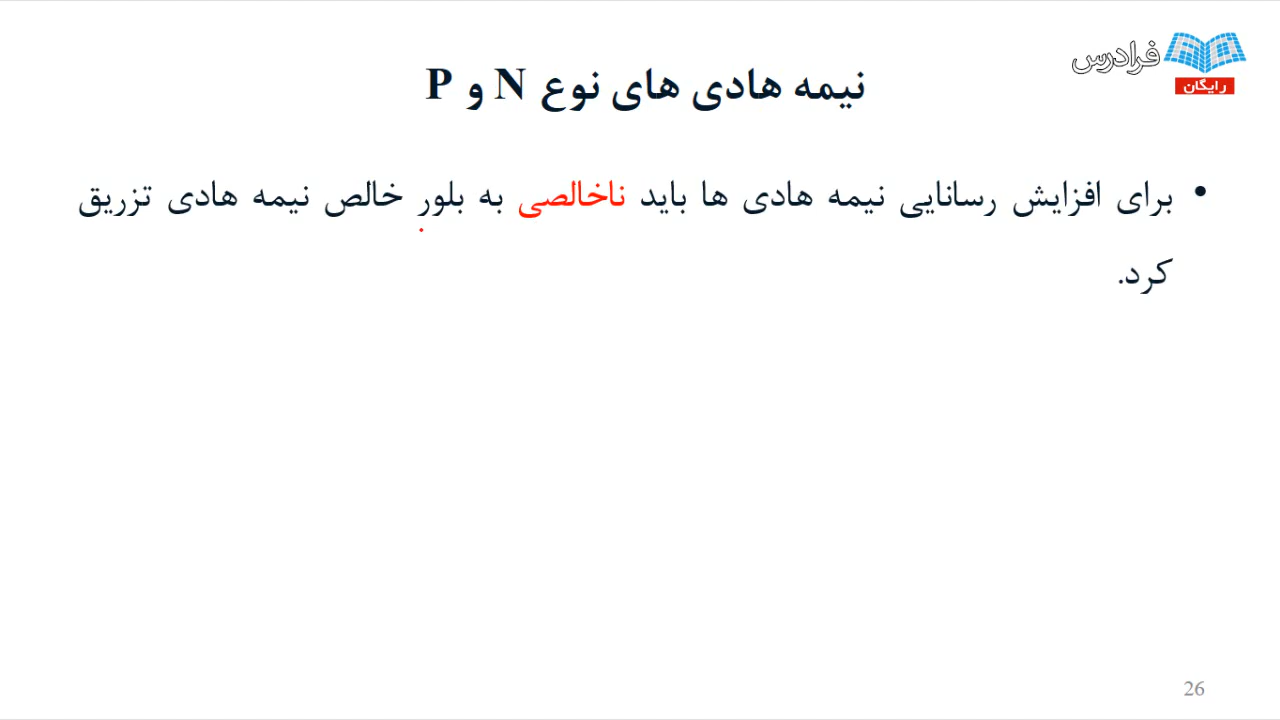 فرادرس
رایگان
نیمه هادی های نوع N و P
• برای افزایش رسانایی نیمه هادی ها باید ناخالصی به بلور خالص نیمه هادی تزریق
کرد.
26